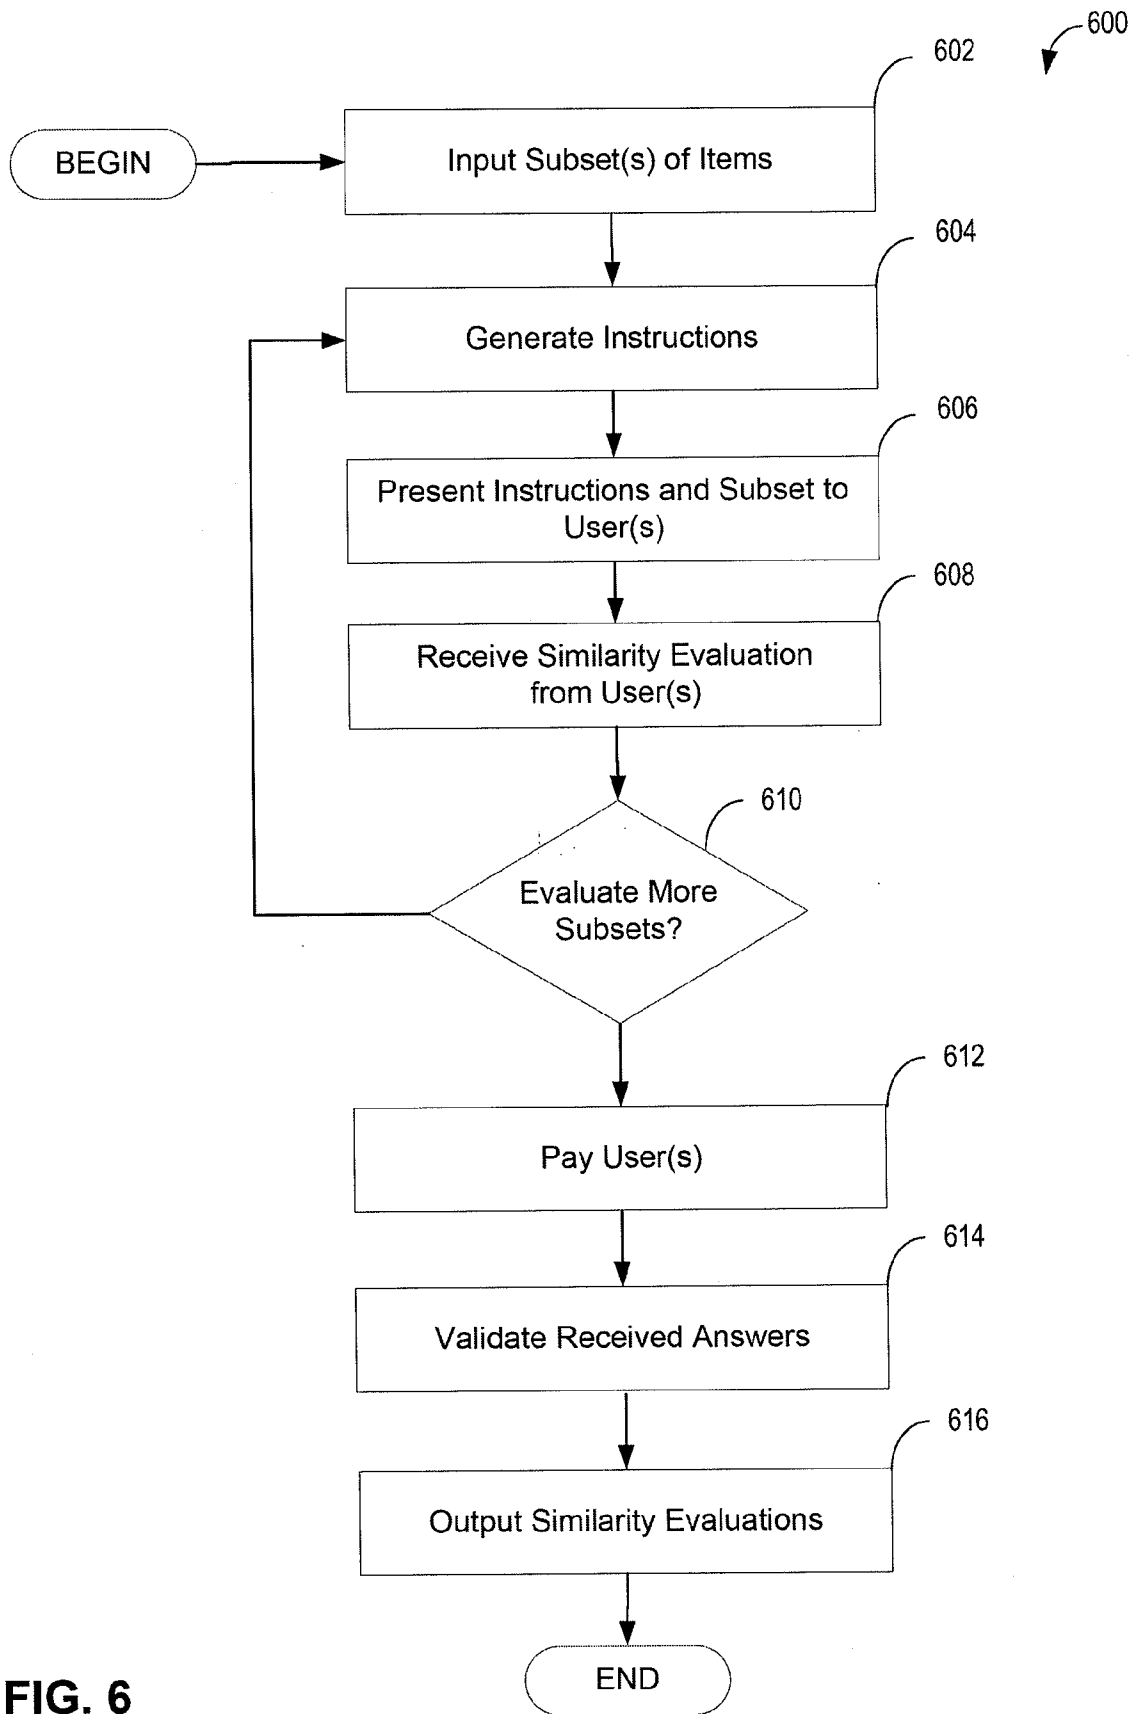 600
602
BEGIN
Input Subset(s) of Items
604
Generate Instructions
606
Present Instructions and Subset to
User(s)
608
Receive Similarity Evaluation
from User(s)
610
Evaluate More
Subsets?
612
Pay User(s)
614
Validate Received Answers
616
Output Similarity Evaluations
END
FIG. 6